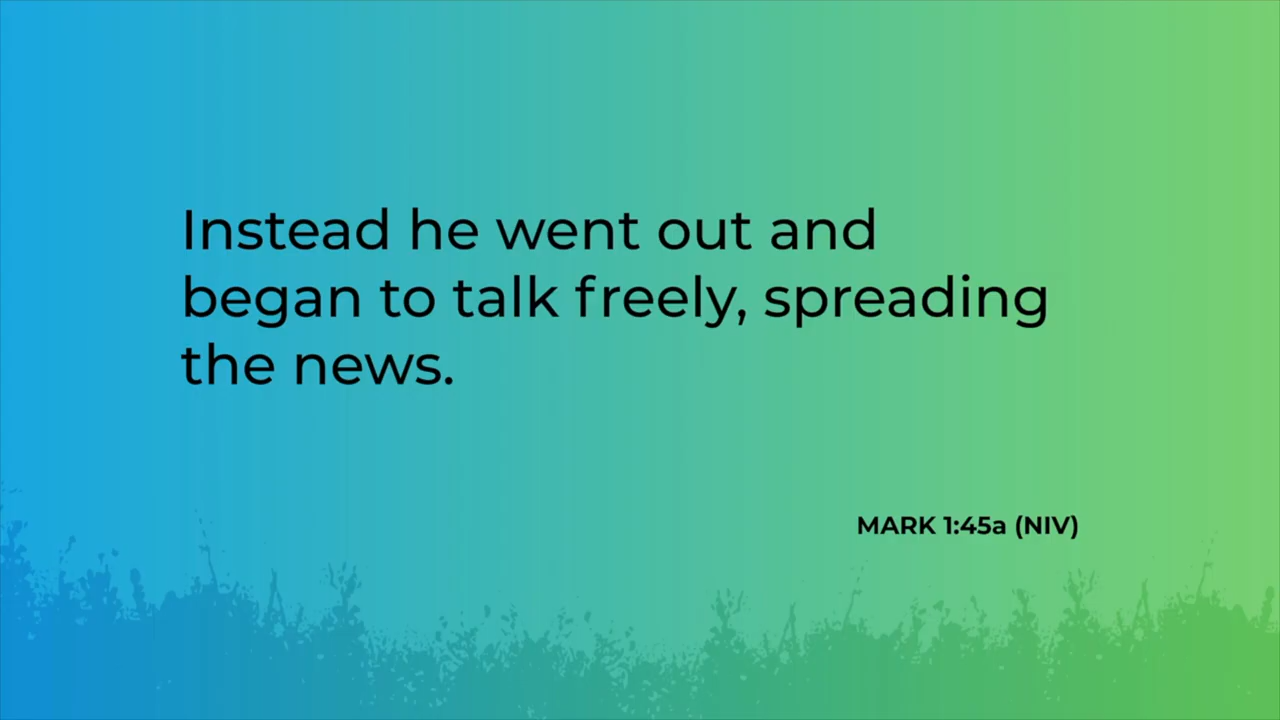 Instead he went out and
began to talk freely, spreading
the news.
MARK 1:45a (NIV)